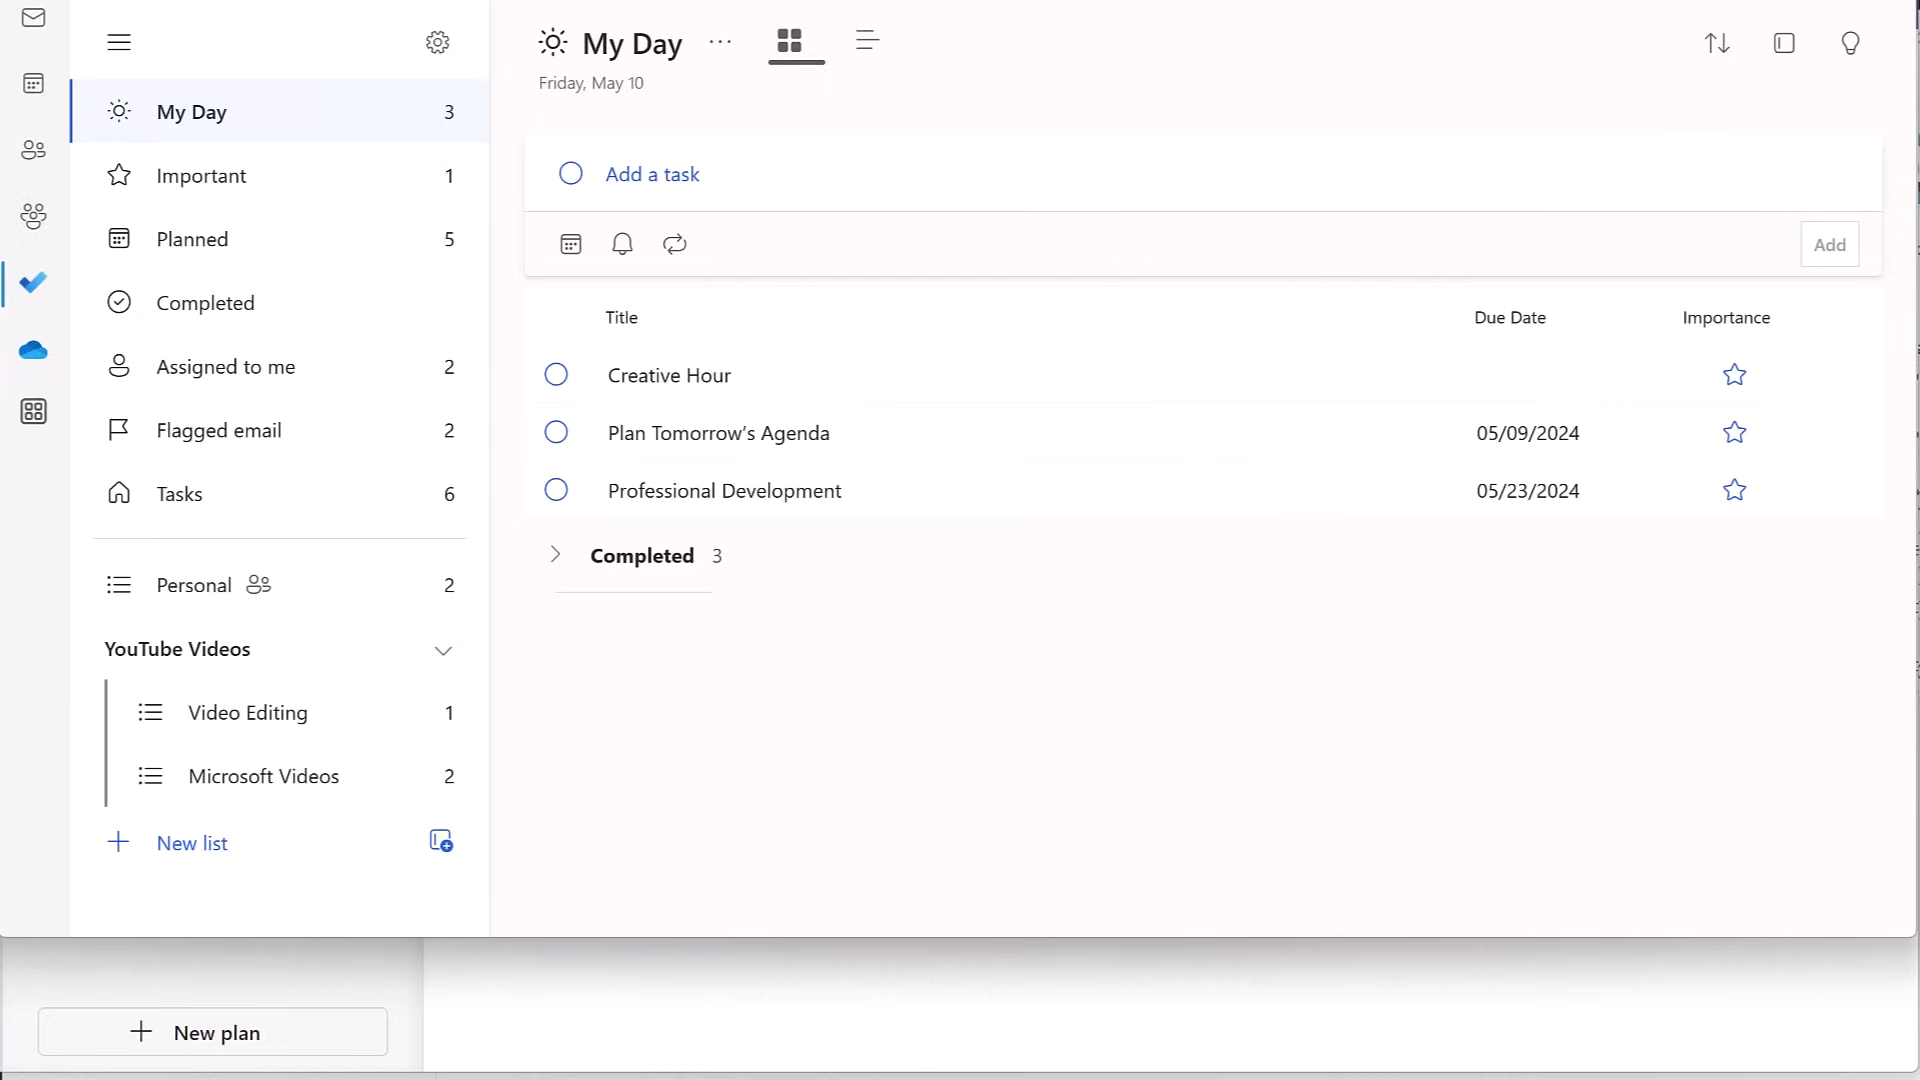 My Day
Friday, May 10
My Day 3
Important 1
Planned 5
Completed
Assigned to me 2
Flagged email 2
Tasks 6
Personal 2
YouTube Videos
Video Editing 1
Microsoft Videos 2
New list
Add a task
Add
Title Due Date Importance
Creative Hour
Plan Tomorrow’s Agenda 05/09/2024
Professional Development 05/23/2024
Completed 3
New plan